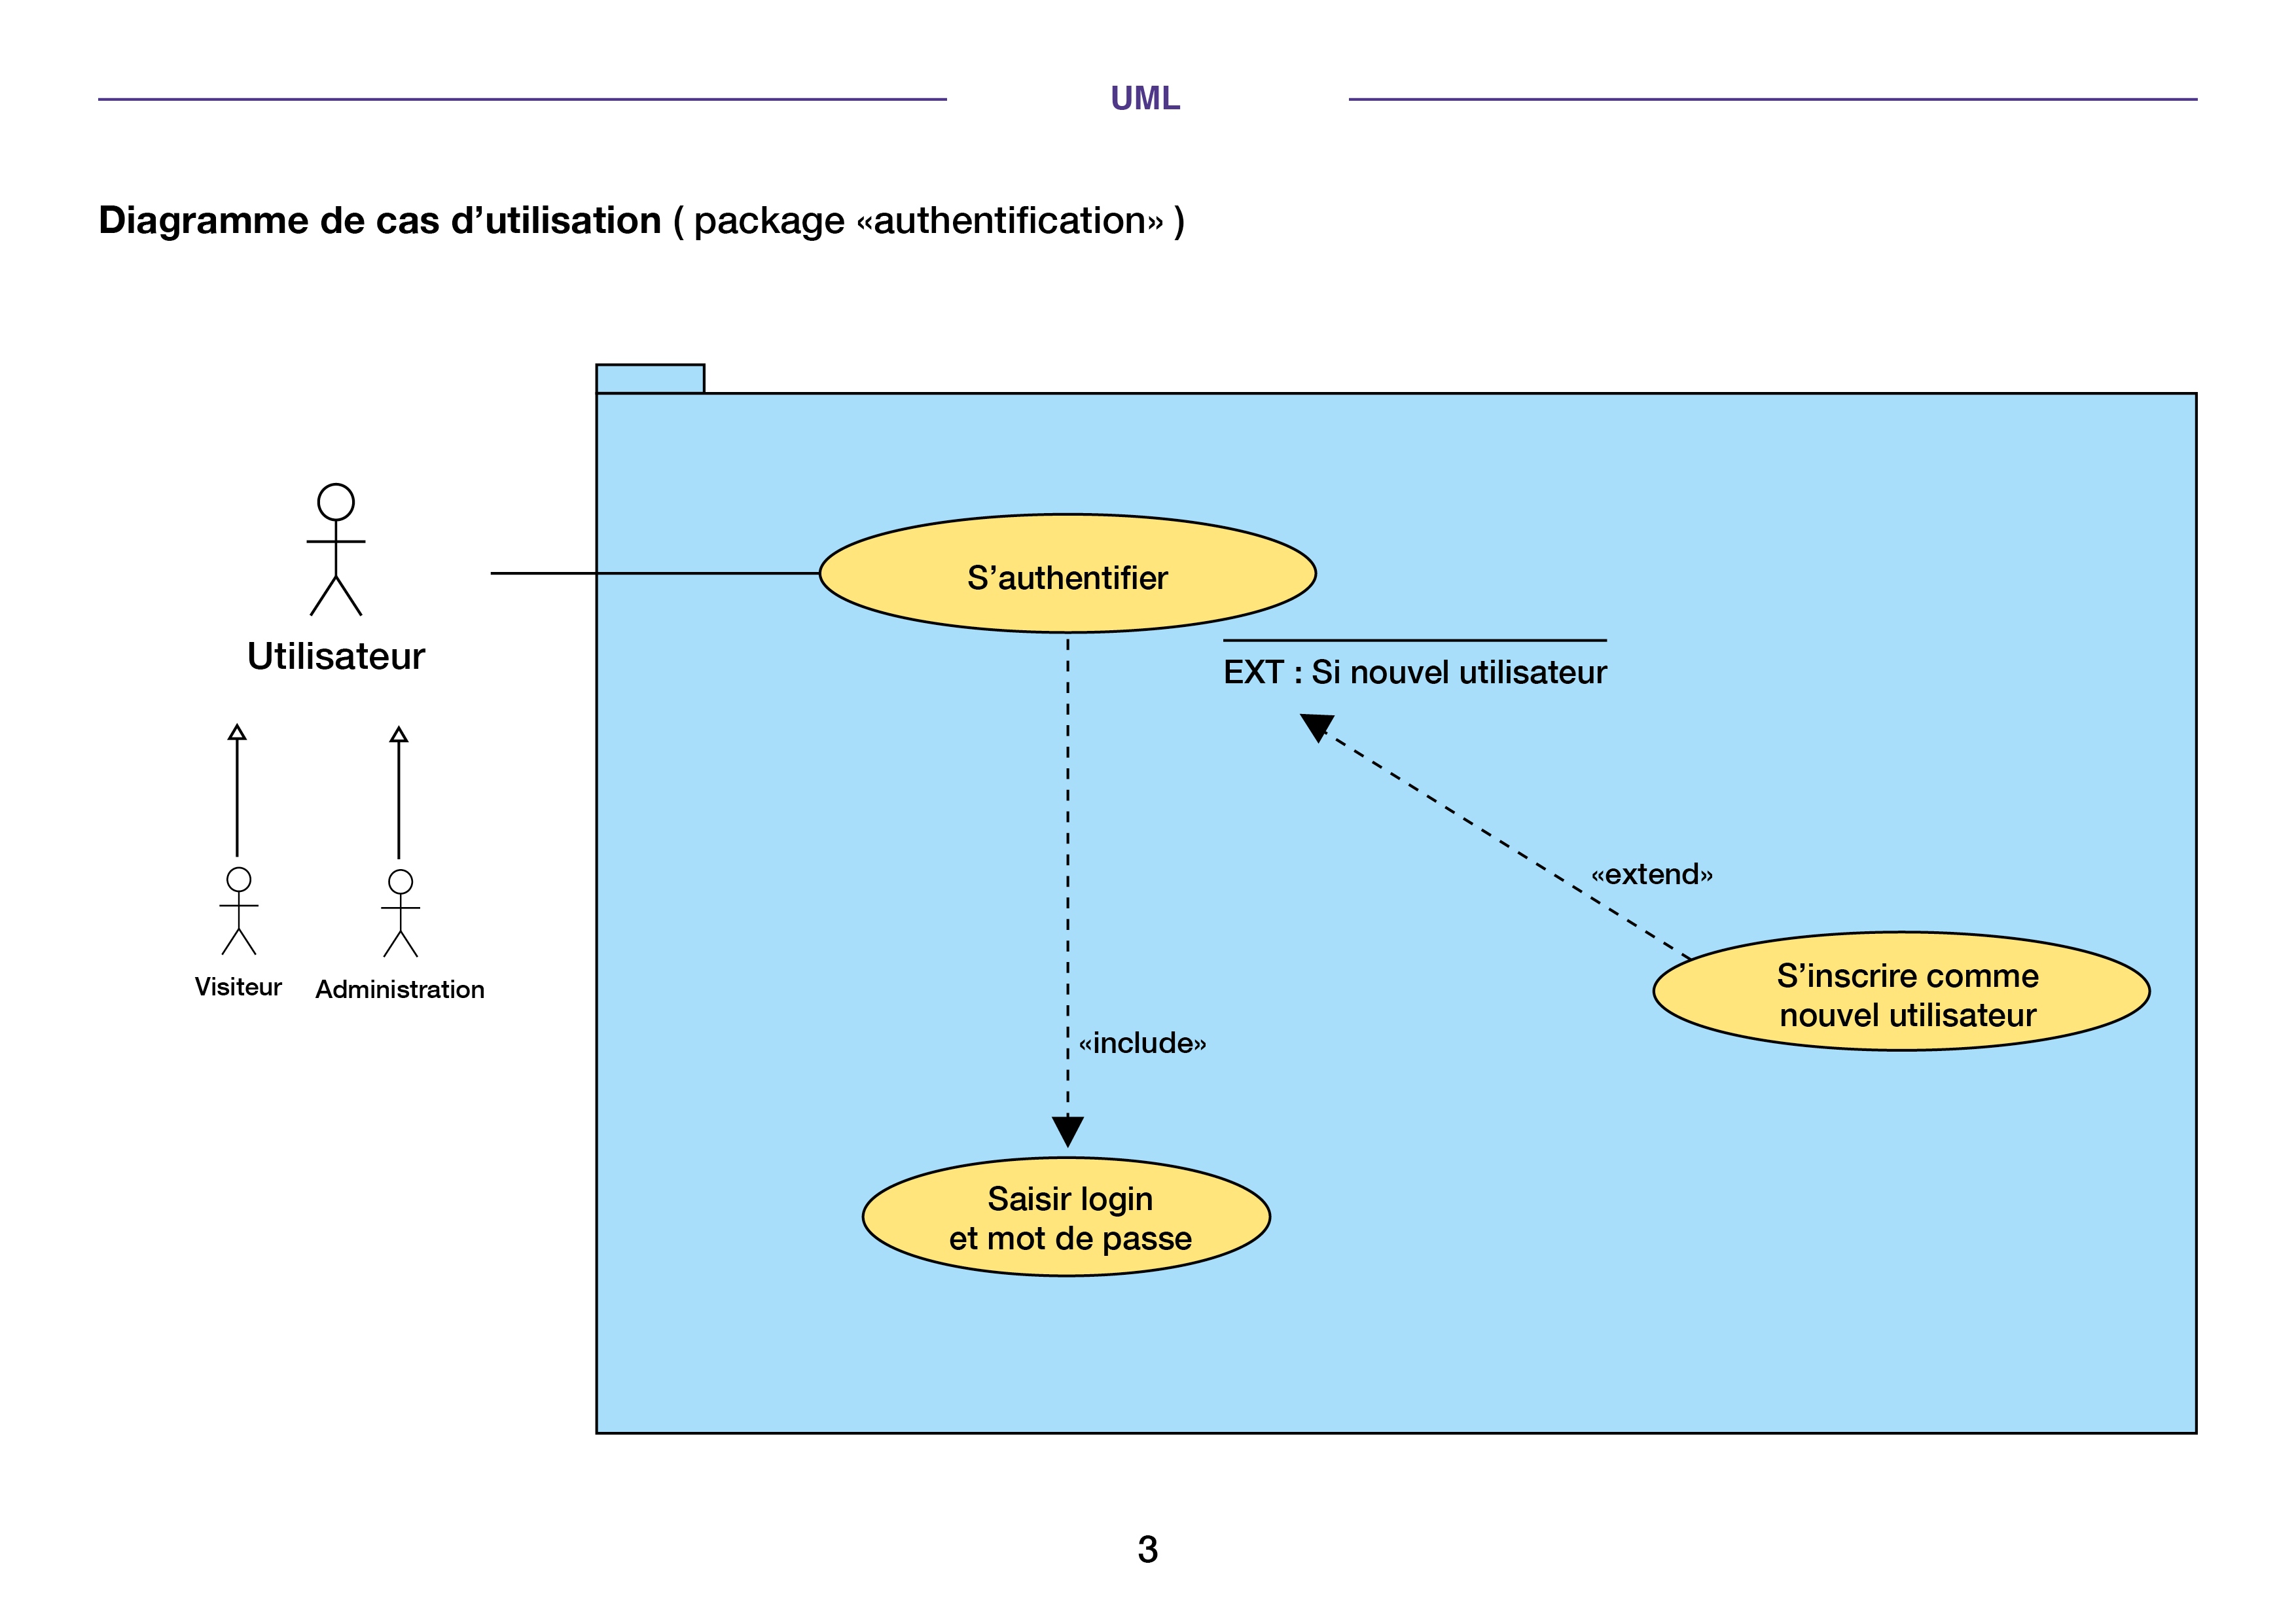 UML
Diagramme de cas d’utilisation ( package «authentification» )
S’authentifier
Utilisateur
EXT : Si nouvel utilisateur
«extend»
S’inscrire comme
nouvel utilisateur
Visiteur
Administration
«include»
Saisir login
et mot de passe
3